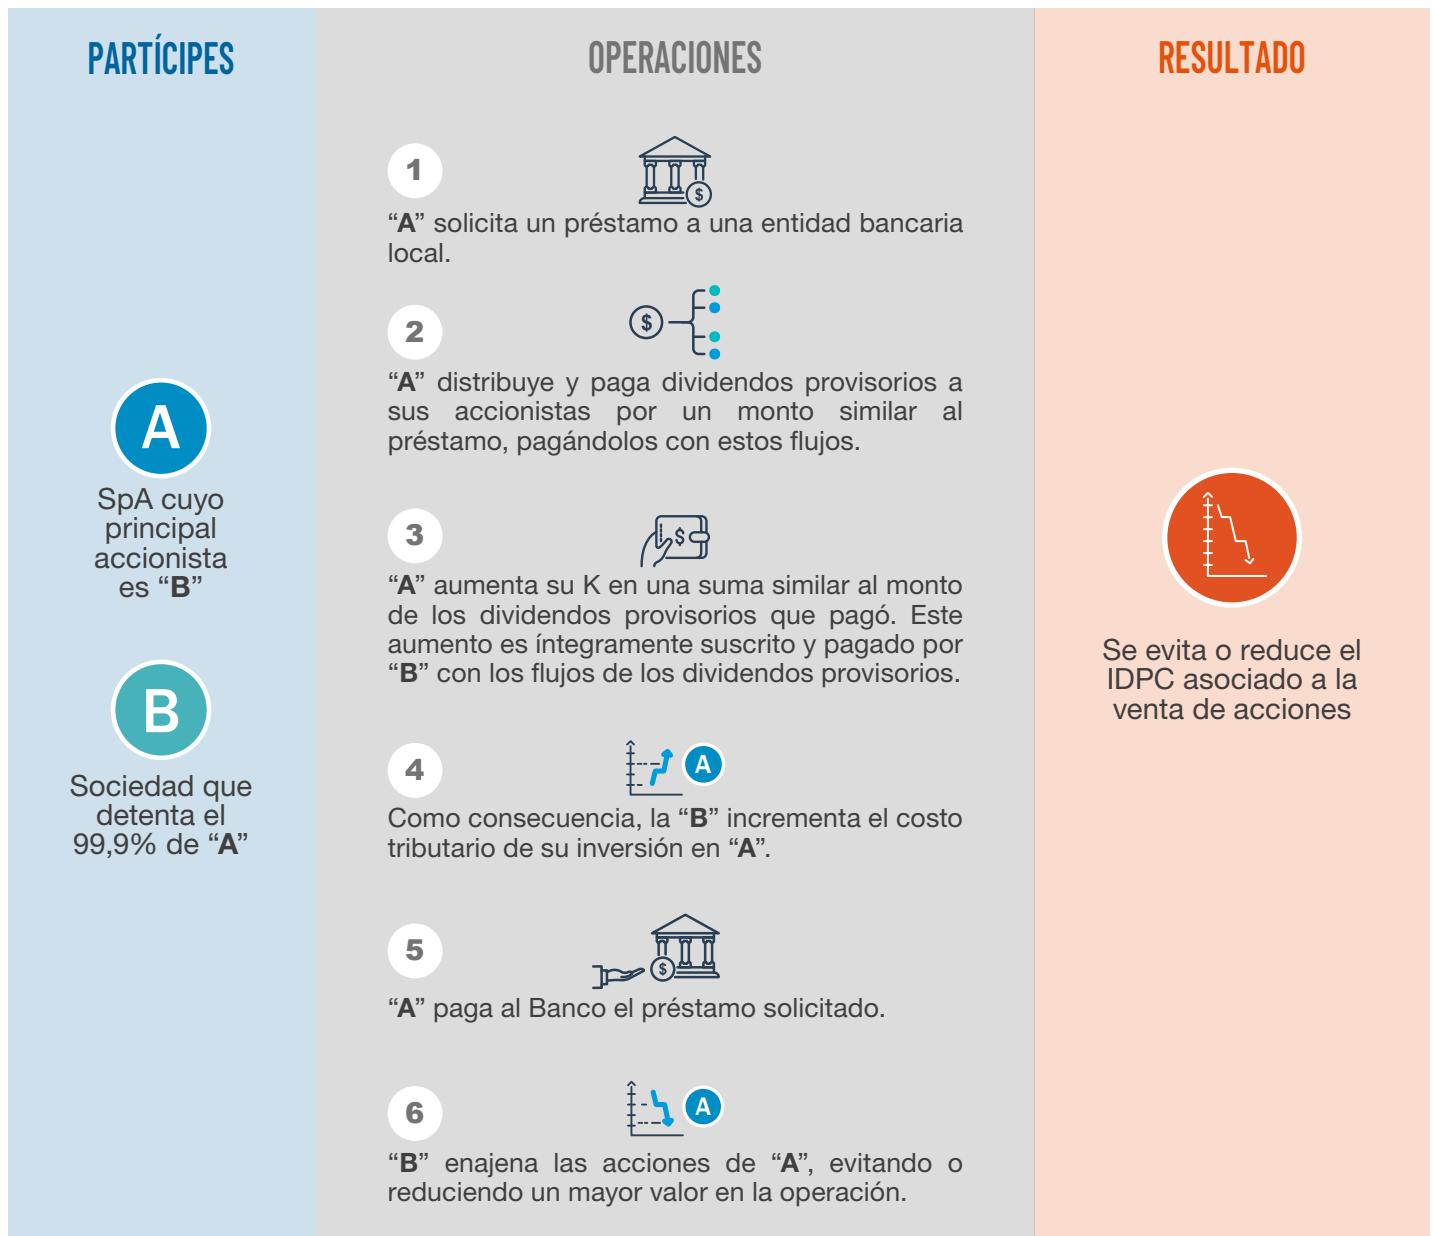 PARTÍCIPES
A
SpA cuyo
principal
accionista
es “B”
B
Sociedad que
detenta el
99,9% de “A”
OPERACIONES
1
$
“A” solicita un préstamo a una entidad bancaria
local.
2
$
“A” distribuye y paga dividendos provisorios a
sus accionistas por un monto similar al
préstamo, pagándolos con estos flujos.
3
$
“A” aumenta su K en una suma similar al monto
de los dividendos provisorios que pagó. Este
aumento es íntegramente suscrito y pagado por
“B” con los flujos de los dividendos provisorios.
4
A
Como consecuencia, la “B” incrementa el costo
tributario de su inversión en “A”.
5
$
“A” paga al Banco el préstamo solicitado.
6
A
“B” enajena las acciones de “A”, evitando o
reduciendo un mayor valor en la operación.
RESULTADO
Se evita o reduce el
IDPC asociado a la
venta de acciones